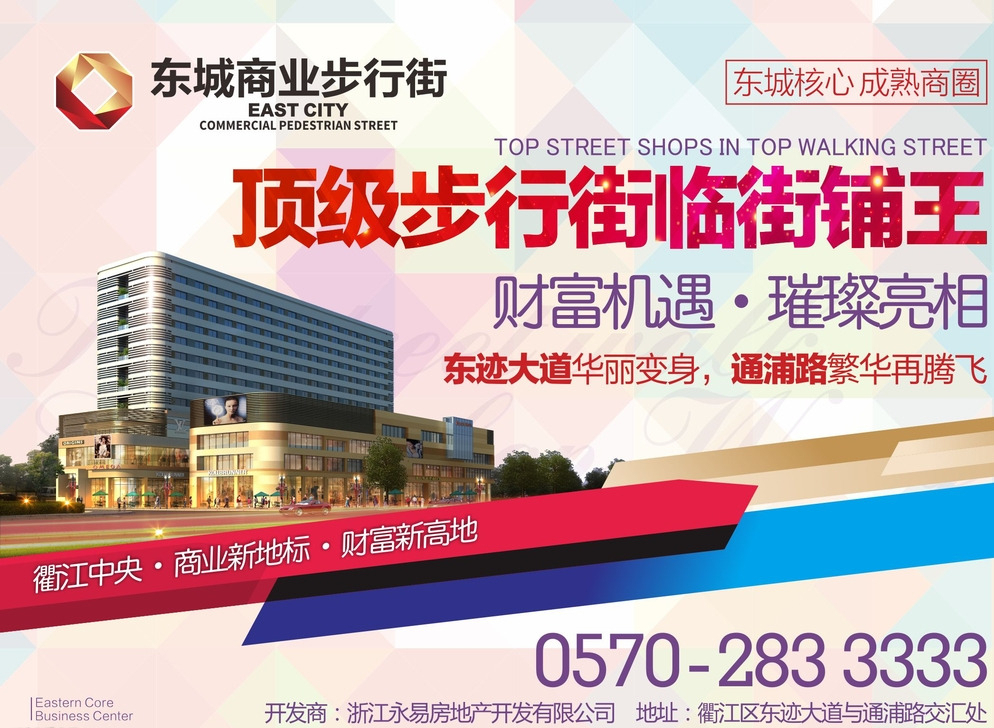 东城商业步行街
EAST CITY
COMMERCIAL PEDESTRIAN STREET
东城核心 成熟商圈
TOP STREET SHOPS IN TOP WALKING STREET
顶级步行街临街铺王
财富机遇·璀璨亮相
东迹大道华丽变身，通浦路繁华再腾飞
衢江中央·商业新地标·财富新高地
0570-283 3333
Eastern Core
Business Center
开发商：浙江永易房地产开发有限公司 地址：衢江区东迹大道与通浦路交汇处